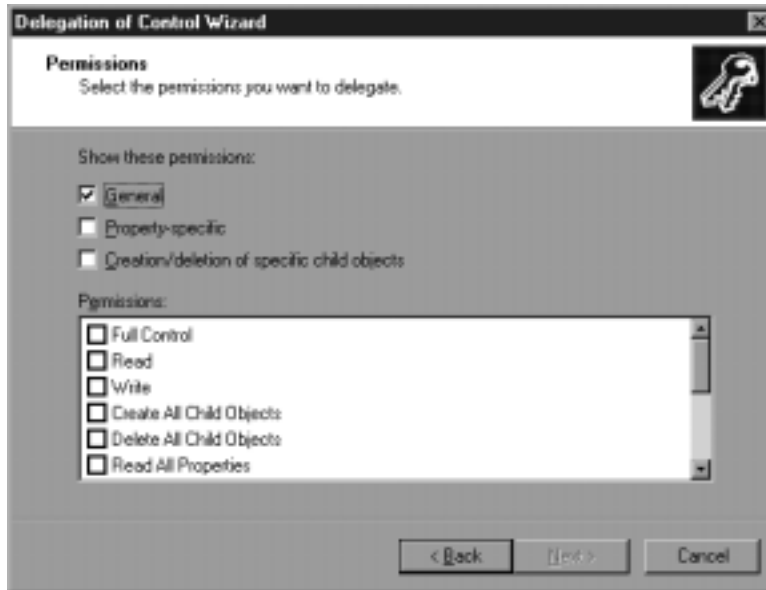 Delegation of Control Wizard
Permissions
Select the permissions you want to delegate.
Show these permissions:
General
Property-specific
Creation/deletion of specific child objects
Permissions:
Full Control
Read
Write
Create All Child Objects
Delete All Child Objects
Read All Properties
< Back Next > Cancel